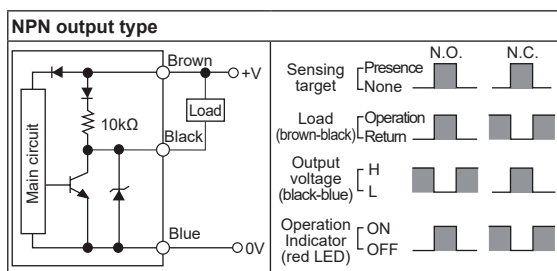 NPN output type
Brown
+V
Load
10kΩ
Black
Main circuit
Blue
0V
N.O. N.C.
Sensing target Presence None
Load (brown-black) Operation Return
Output voltage (black-blue) H L
Operation Indicator (red LED) ON OFF